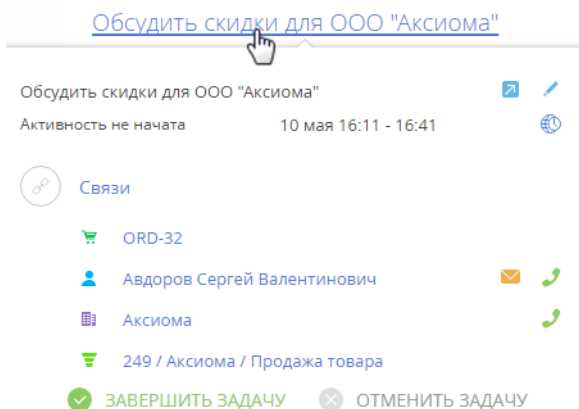 Обсудить скидки для ООО "Аксиома"
Обсудить скидки для ООО "Аксиома"
Активность не начата 10 мая 16:11 - 16:41
Связи
ORD-32
Авдоров Сергей Валентинович
Аксиома
249 / Аксиома / Продажа товара
ЗАВЕРШИТЬ ЗАДАЧУ ОТМЕНИТЬ ЗАДАЧУ